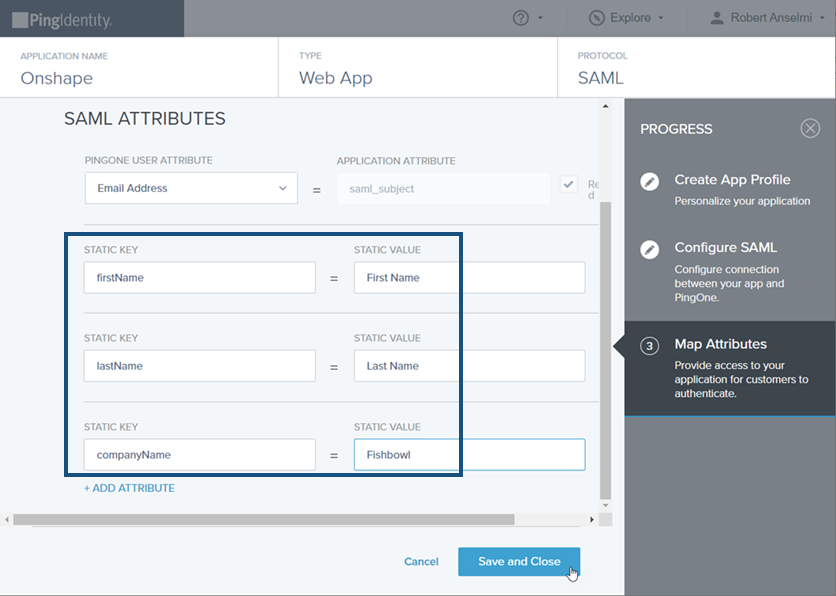 PingIdentity.
Explore
Robert Anselmi
APPLICATION NAME
Onshape
TYPE
Web App
PROTOCOL
SAML
SAML ATTRIBUTES
PINGONE USER ATTRIBUTE
Email Address
=
APPLICATION ATTRIBUTE
saml_subject
Re
d
STATIC KEY
firstName
=
STATIC VALUE
First Name
STATIC KEY
lastName
=
STATIC VALUE
Last Name
STATIC KEY
companyName
=
STATIC VALUE
Fishbowl
+ ADD ATTRIBUTE
Cancel
Save and Close
PROGRESS
Create App Profile
Personalize your application
Configure SAML
Configure connection
between your app and
PingOne.
3
Map Attributes
Provide access to your
application for customers to
authenticate.